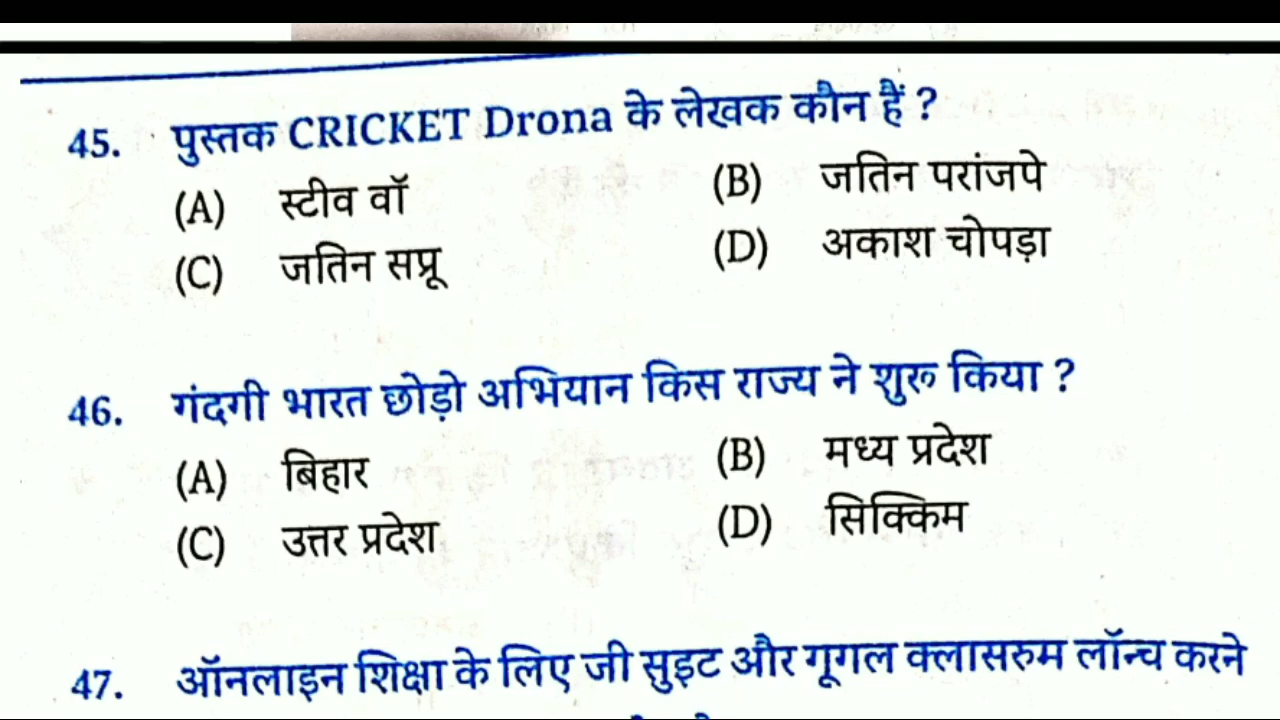 45. पुस्तक CRICKET Drona के लेखक कौन हैं ?
(A) स्टीव वॉ (B) जतिन परांजपे
(C) जतिन सप्रू (D) अकाश चोपड़ा
46. गंदगी भारत छोड़ो अभियान किस राज्य ने शुरू किया ?
(A) बिहार (B) मध्य प्रदेश
(C) उत्तर प्रदेश (D) सिक्किम
47. ऑनलाइन शिक्षा के लिए जी सुइट और गूगल क्लासरुम लॉन्च करने